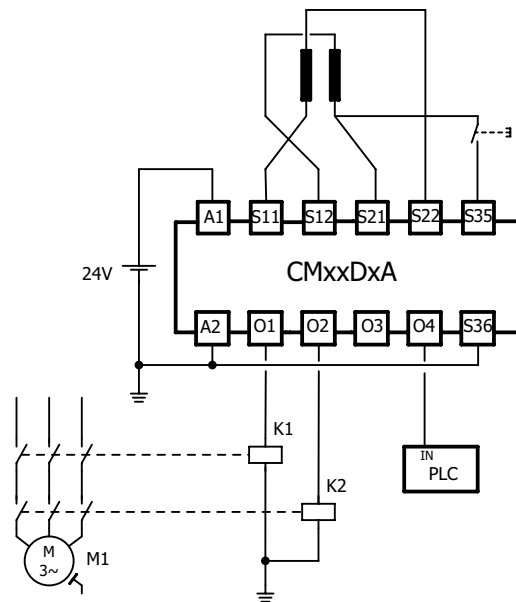 A1 S11 S12 S21 S22 S35
24V
CMxxDxA
A2 O1 O2 O3 O4 S36
K1
IN
PLC
K2
M
3~
M1